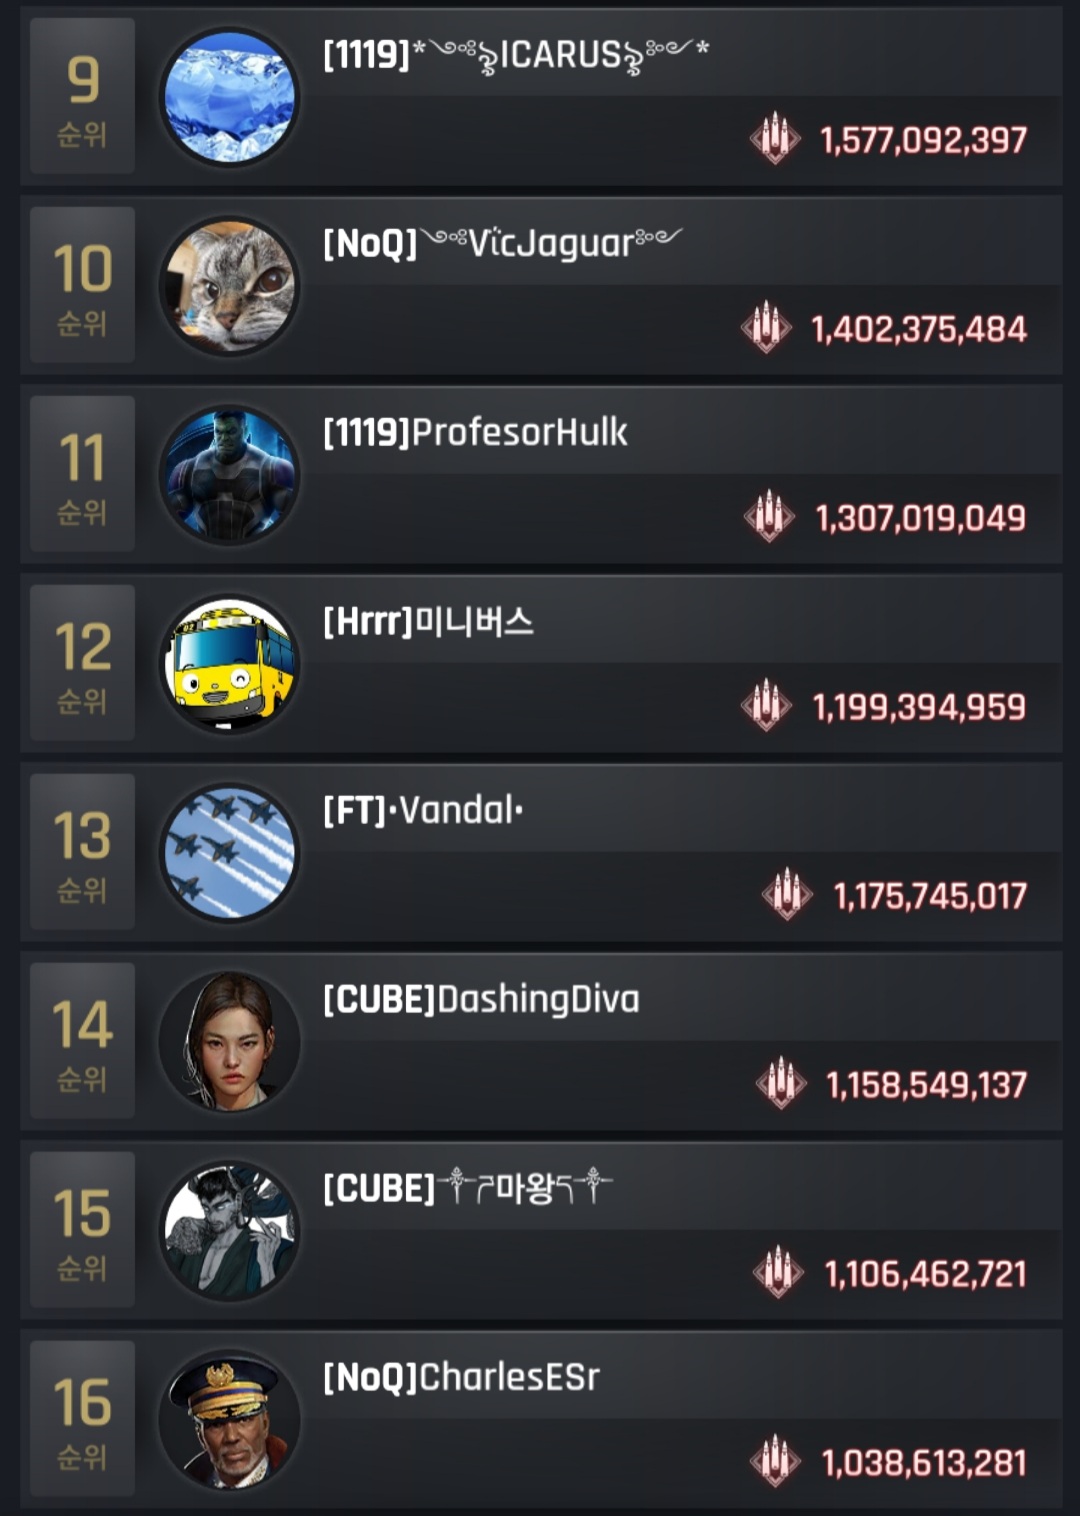 9
순위
[1119]*༺ঔৣ͜ICARUSঔৣ͜༻*
1,577,092,397
10
순위
[NoQ]༺VïcJaguar༻
1,402,375,484
11
순위
[1119]ProfesorHulk
1,307,019,049
12
순위
[Hrrr]미니버스
1,199,394,959
13
순위
[FT]•Vandal•
1,175,745,017
14
순위
[CUBE]DashingDiva
1,158,549,137
15
순위
[CUBE]༒┌마왕┐༒
1,106,462,721
16
순위
[NoQ]CharlesESr
1,038,613,281